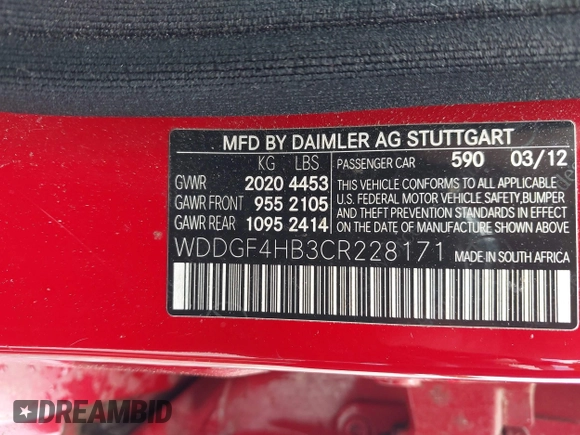 MFD BY DAIMLER AG STUTTGART
KG LBS PASSENGER CAR 590 03/12
GVWR 2020 4453
GAWR FRONT 955 2105
GAWR REAR 1095 2414
THIS VEHICLE CONFORMS TO ALL APPLICABLE
U.S. FEDERAL MOTOR VEHICLE SAFETY,BUMPER
AND THEFT PREVENTION STANDARDS IN EFFECT
ON THE DATE OF MANUFACTURE SHOWN ABOVE
WDDGF4HB3CR228171 MADE IN SOUTH AFRICA
DREAMBID